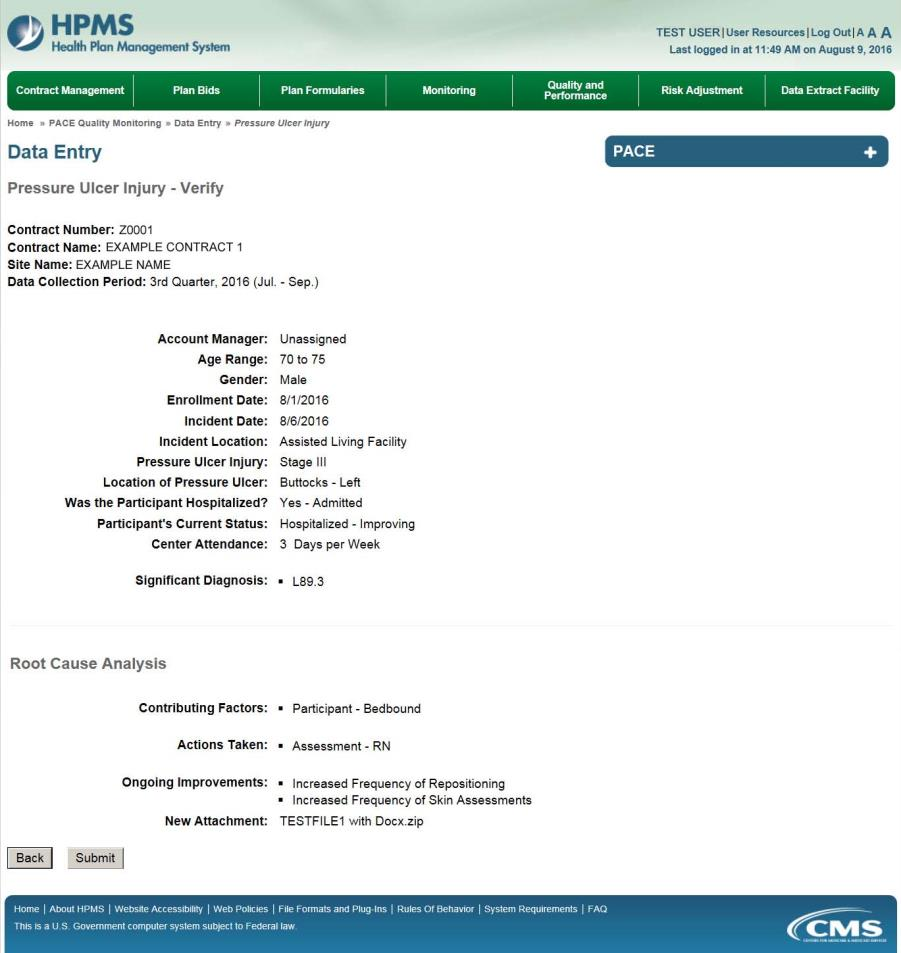 HPMS
Health Plan Management System
TEST USER|User Resources|Log Out|A A A
Last logged in at 11:49 AM on August 9, 2016
Contract Management Plan Bids Plan Formularies Monitoring Quality and Performance Risk Adjustment Data Extract Facility
Home » PACE Quality Monitoring » Data Entry » Pressure Ulcer Injury
Data Entry
PACE +
Pressure Ulcer Injury - Verify
Contract Number: Z0001
Contract Name: EXAMPLE CONTRACT 1
Site Name: EXAMPLE NAME
Data Collection Period: 3rd Quarter, 2016 (Jul. - Sep.)
Account Manager: Unassigned
Age Range: 70 to 75
Gender: Male
Enrollment Date: 8/1/2016
Incident Date: 8/6/2016
Incident Location: Assisted Living Facility
Pressure Ulcer Injury: Stage III
Location of Pressure Ulcer: Buttocks - Left
Was the Participant Hospitalized? Yes - Admitted
Participant's Current Status: Hospitalized - Improving
Center Attendance: 3 Days per Week
Significant Diagnosis: ▪ L89.3
Root Cause Analysis
Contributing Factors: ▪ Participant - Bedbound
Actions Taken: ▪ Assessment - RN
Ongoing Improvements: ▪ Increased Frequency of Repositioning
▪ Increased Frequency of Skin Assessments
New Attachment: TESTFILE1 with Docx.zip
Back Submit
Home | About HPMS | Website Accessibility | Web Policies | File Formats and Plug-Ins | Rules Of Behavior | System Requirements | FAQ
This is a U.S. Government computer system subject to Federal law.
CMS
CENTERS FOR MEDICARE & MEDICAID SERVICES